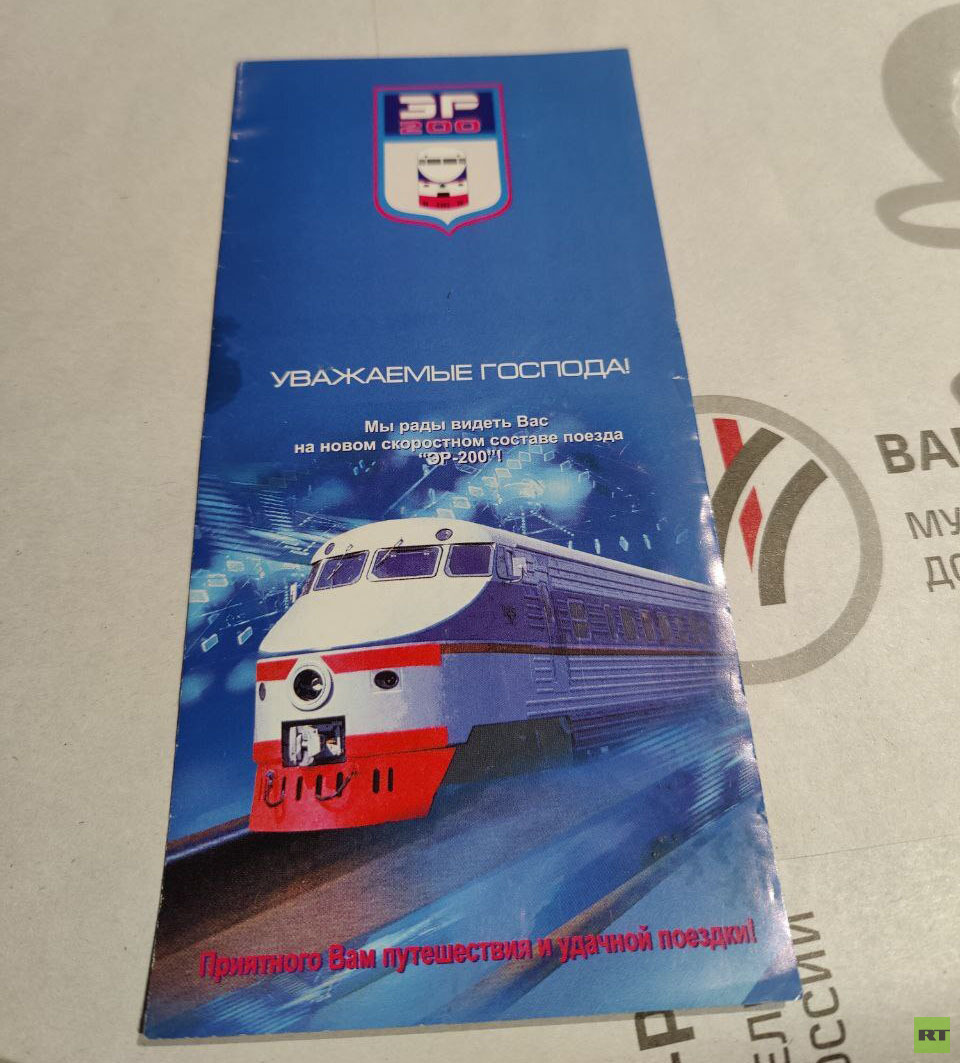 ЭР
200
УВАЖАЕМЫЕ ГОСПОДА!
Мы рады видеть Вас
на новом скоростном составе поезда
“ЭР-200”!
Приятного Вам путешествия и удачной поездки!
RT